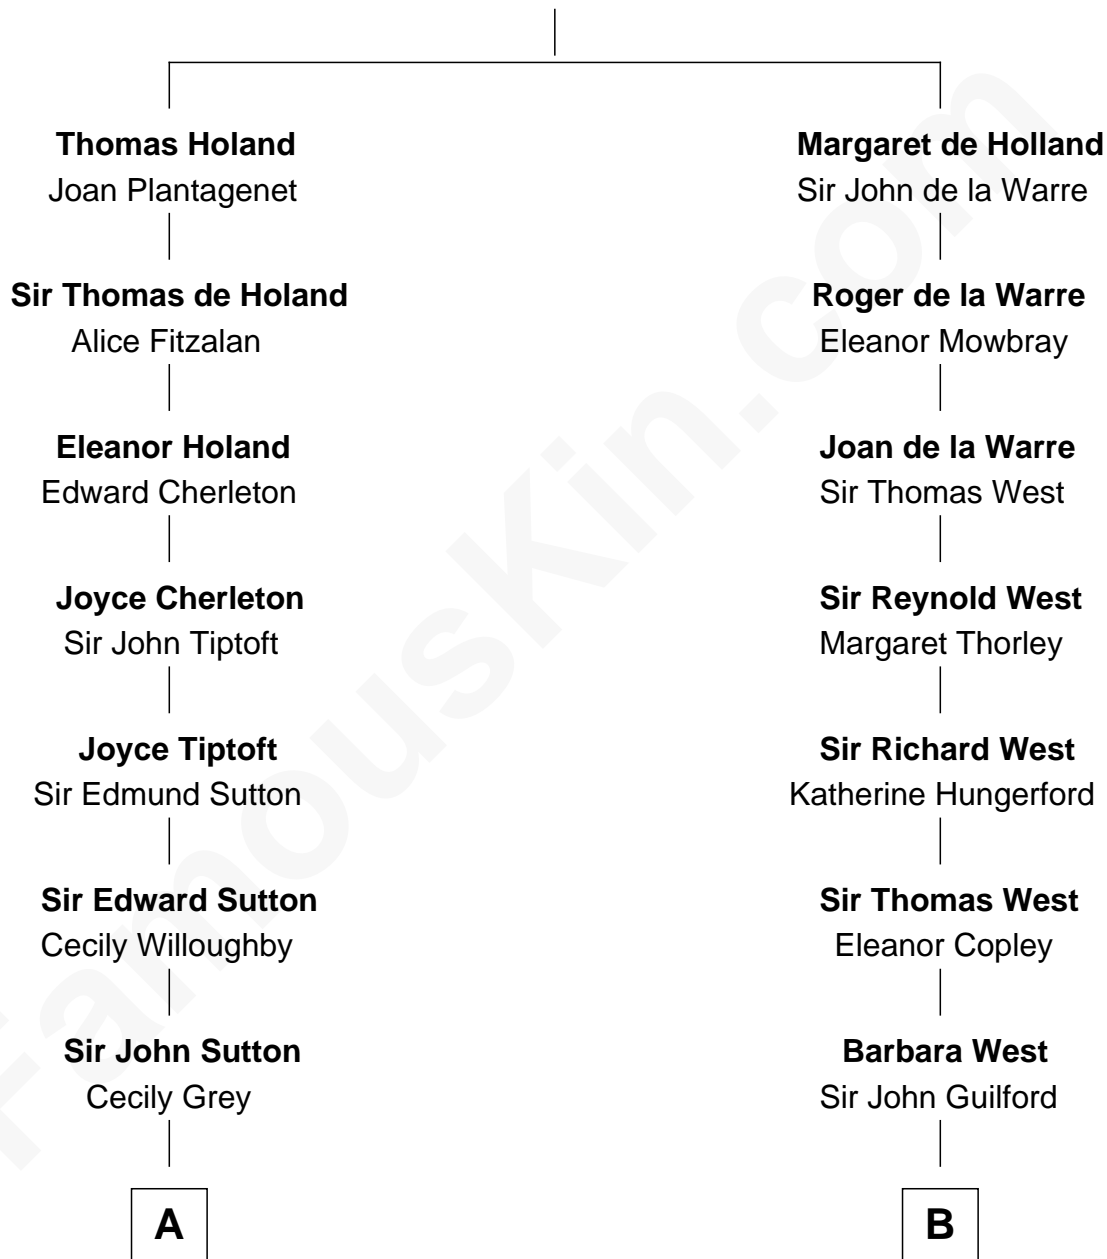 Thomas Holand
Joan Plantagenet
Sir Thomas de Holand
Alice Fitzalan
Eleanor Holand
Edward Cherleton
Joyce Cherleton
Sir John Tiptoft
Joyce Tiptoft
Sir Edmund Sutton
Sir Edward Sutton
Cecily Willoughby
Sir John Sutton
Cecily Grey
A
Margaret de Holland
Sir John de la Warre
Roger de la Warre
Eleanor Mowbray
Joan de la Warre
Sir Thomas West
Sir Reynold West
Margaret Thorley
Sir Richard West
Katherine Hungerford
Sir Thomas West
Eleanor Copley
Barbara West
Sir John Guilford
B
FamousKin.com